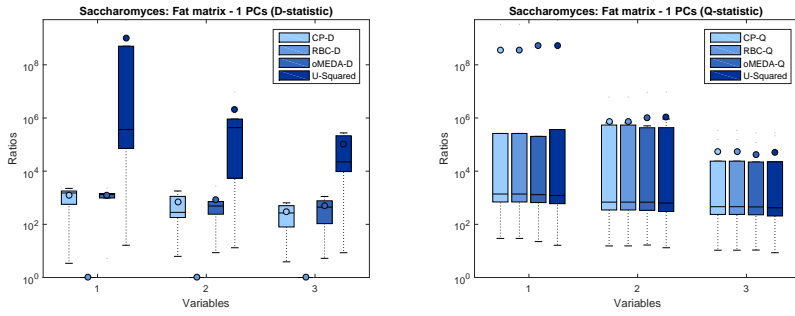 Saccharomyces: Fat matrix - 1 PCs (D-statistic)
Ratios
10^8
10^6
10^4
10^2
10^0
CP-D
RBC-D
oMEDA-D
U-Squared
1 2 3
Variables
Saccharomyces: Fat matrix - 1 PCs (Q-statistic)
Ratios
10^8
10^6
10^4
10^2
10^0
CP-Q
RBC-Q
oMEDA-Q
U-Squared
1 2 3
Variables